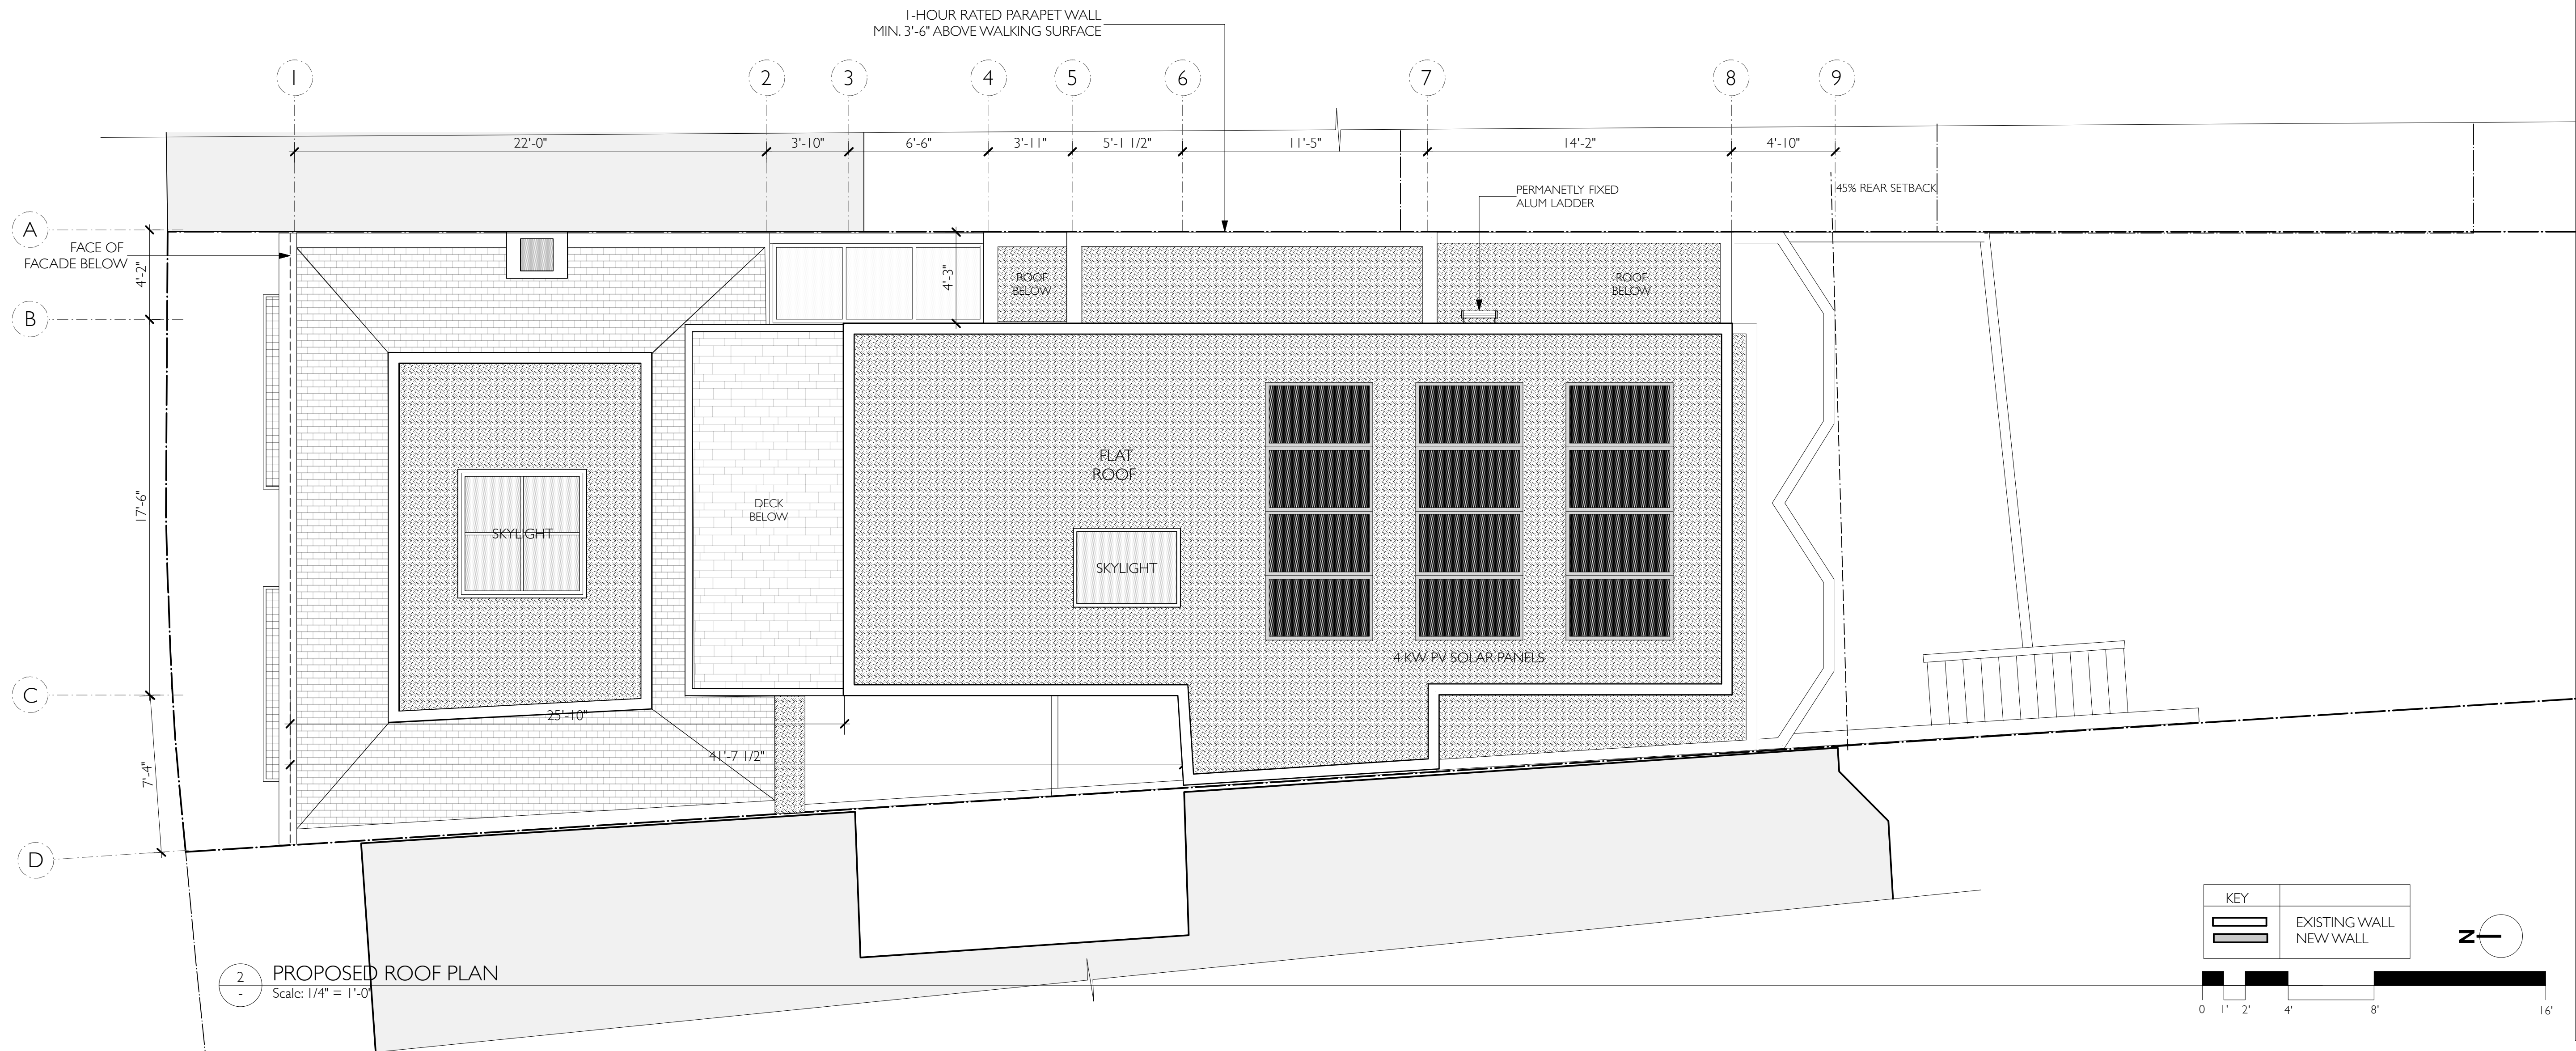 1-HOUR RATED PARAPET WALL
MIN. 3'-6" ABOVE WALKING SURFACE
1
2
3
4
5
6
7
8
9
22'-0"
3'-10"
6'-6"
3'-11"
5'-1 1/2"
11'-5"
14'-2"
4'-10"
PERMANETLY FIXED
ALUM LADDER
45% REAR SETBACK
A
FACE OF
FACADE BELOW
4'-2"
4'-3"
ROOF
BELOW
ROOF
BELOW
B
FLAT
ROOF
17'-6"
DECK
BELOW
SKYLIGHT
SKYLIGHT
4 KW PV SOLAR PANELS
C
25'-10"
41'-7 1/2"
7'-4"
D
KEY
EXISTING WALL
NEW WALL
N
2
-
PROPOSED ROOF PLAN
Scale: 1/4" = 1'-0"
0 1' 2' 4' 8' 16'